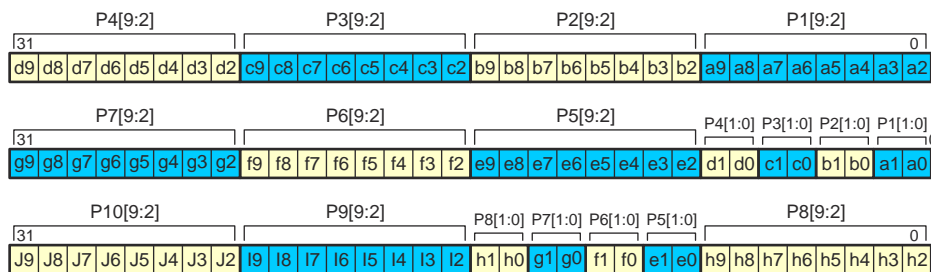 P4[9:2] P3[9:2] P2[9:2] P1[9:2]
31 0
d9 d8 d7 d6 d5 d4 d3 d2 c9 c8 c7 c6 c5 c4 c3 c2 b9 b8 b7 b6 b5 b4 b3 b2 a9 a8 a7 a6 a5 a4 a3 a2
P7[9:2] P6[9:2] P5[9:2] P4[1:0] P3[1:0] P2[1:0] P1[1:0]
31
g9 g8 g7 g6 g5 g4 g3 g2 f9 f8 f7 f6 f5 f4 f3 f2 e9 e8 e7 e6 e5 e4 e3 e2 d1 d0 c1 c0 b1 b0 a1 a0
P10[9:2] P9[9:2] P8[1:0] P7[1:0] P6[1:0] P5[1:0] P8[9:2]
31 0
J9 J8 J7 J6 J5 J4 J3 J2 I9 I8 I7 I6 I5 I4 I3 I2 h1 h0 g1 g0 f1 f0 e1 e0 h9 h8 h7 h6 h5 h4 h3 h2